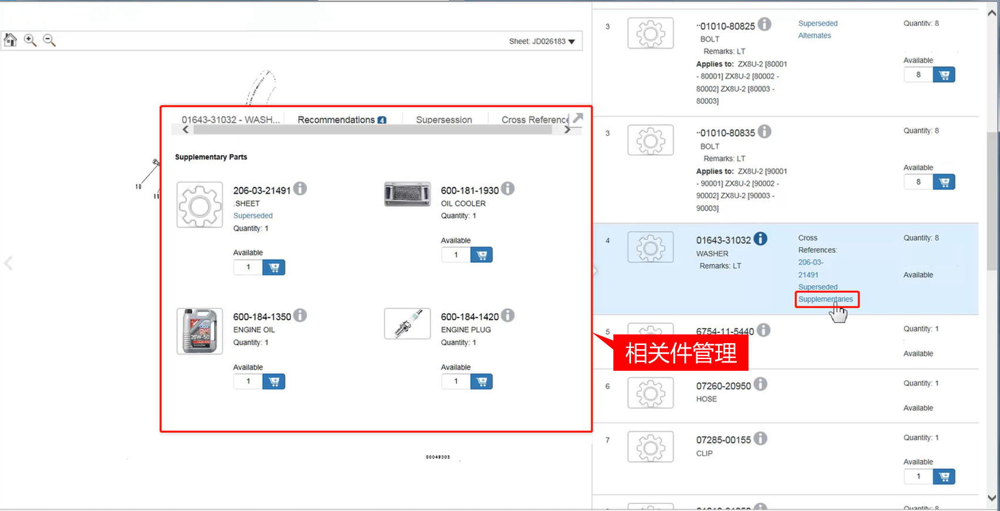 Sheet: JD026183
10
11
00049303
01643-31032 - WASH...
Recommendations 4
Supersession
Cross Reference
Supplementary Parts
206-03-21491
.SHEET
Superseded
Quantity: 1
Available
1
600-181-1930
OIL COOLER
Quantity: 1
Available
1
600-184-1350
ENGINE OIL
Quantity: 1
Available
1
20W-50
600-184-1420
ENGINE PLUG
Quantity: 1
Available
1
3
··01010-80825
BOLT
Remarks: LT
Applies to: ZX8U-2 [80001
- 80001] ZX8U-2 [80002 -
80002] ZX8U-2 [80003 -
80003]
Superseded
Alternates
Quantity: 8
Available
8
3
··01010-80835
BOLT
Remarks: LT
Applies to: ZX8U-2 [90001
- 90001] ZX8U-2 [90002 -
90002] ZX8U-2 [90003 -
90003]
Quantity: 8
Available
8
4
01643-31032
WASHER
Remarks: LT
Cross
References:
206-03-
21491
Superseded
Supplementaries
Quantity: 8
Available
5
6754-11-5440
Quantity: 1
Available
相关件管理
6
07260-20950
HOSE
Quantity: 1
Available
7
07285-00155
CLIP
Quantity: 1
Available
1
Quantity: 8